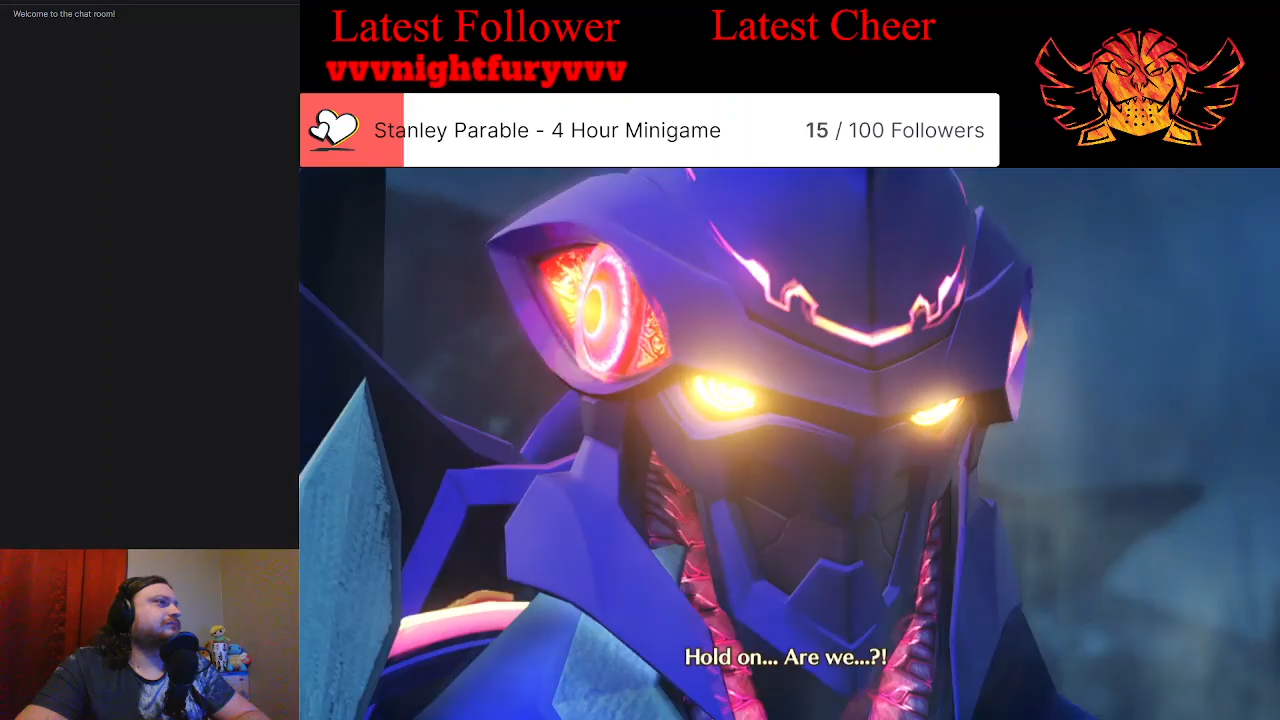 Welcome to the chat room!
Latest Follower
vvvnightfuryvvv
Latest Cheer
Stanley Parable - 4 Hour Minigame
15 / 100 Followers
Hold on... Are we...?!